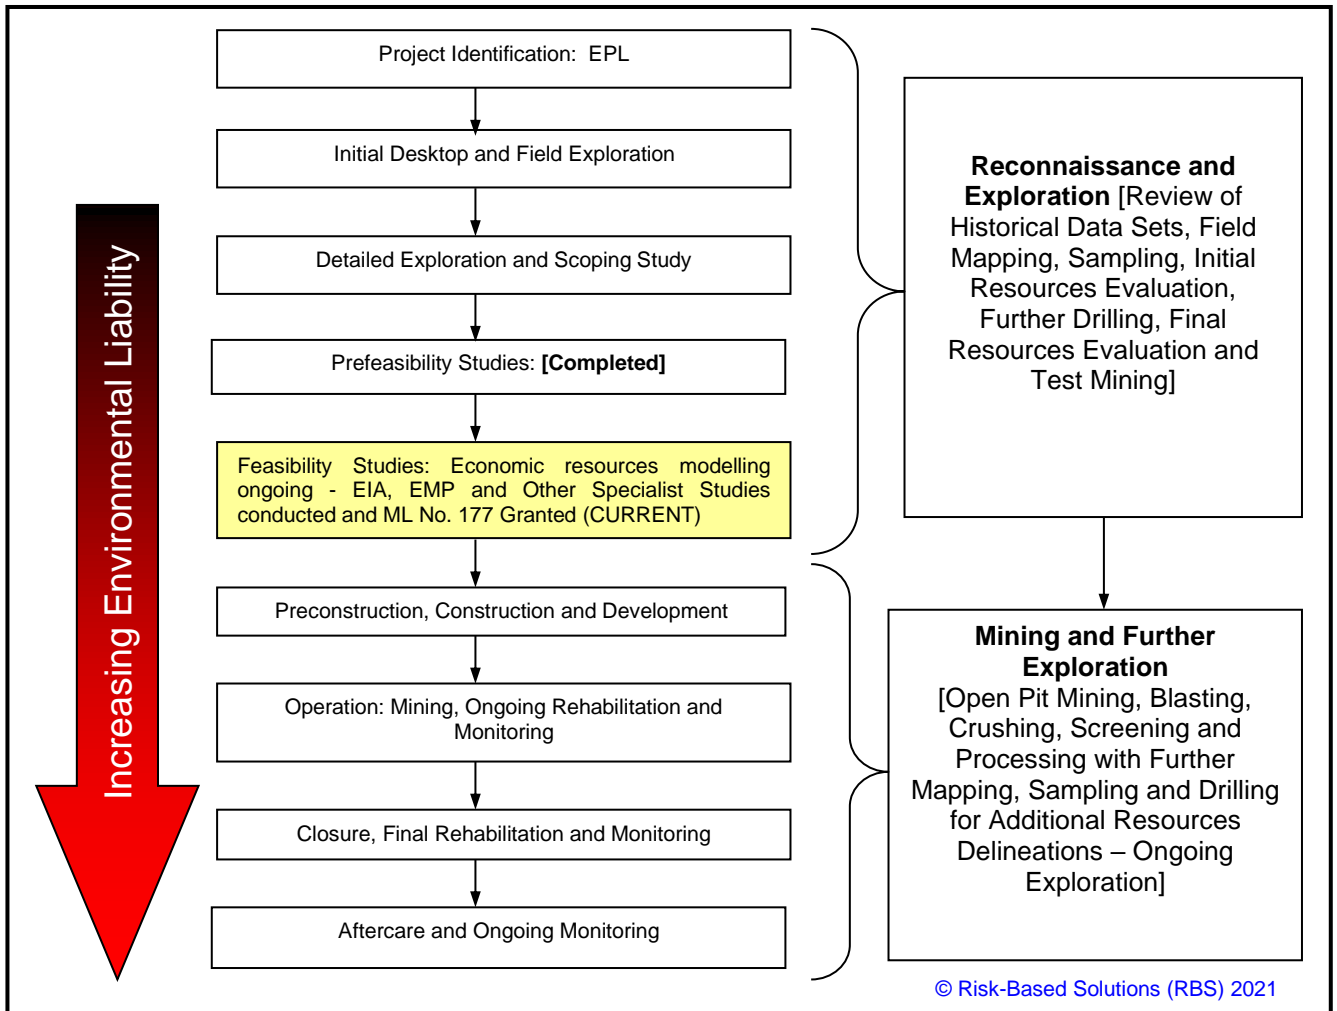 Project Identification: EPL
Initial Desktop and Field Exploration
Detailed Exploration and Scoping Study
Prefeasibility Studies: [Completed]
Feasibility Studies: Economic resources modelling
ongoing - EIA, EMP and Other Specialist Studies
conducted and ML No. 177 Granted (CURRENT)
Preconstruction, Construction and Development
Operation: Mining, Ongoing Rehabilitation and
Monitoring
Closure, Final Rehabilitation and Monitoring
Aftercare and Ongoing Monitoring
Increasing Environmental Liability
Reconnaissance and
Exploration [Review of
Historical Data Sets, Field
Mapping, Sampling, Initial
Resources Evaluation,
Further Drilling, Final
Resources Evaluation and
Test Mining]
Mining and Further
Exploration
[Open Pit Mining, Blasting,
Crushing, Screening and
Processing with Further
Mapping, Sampling and Drilling
for Additional Resources
Delineations – Ongoing
Exploration]
© Risk-Based Solutions (RBS) 2021